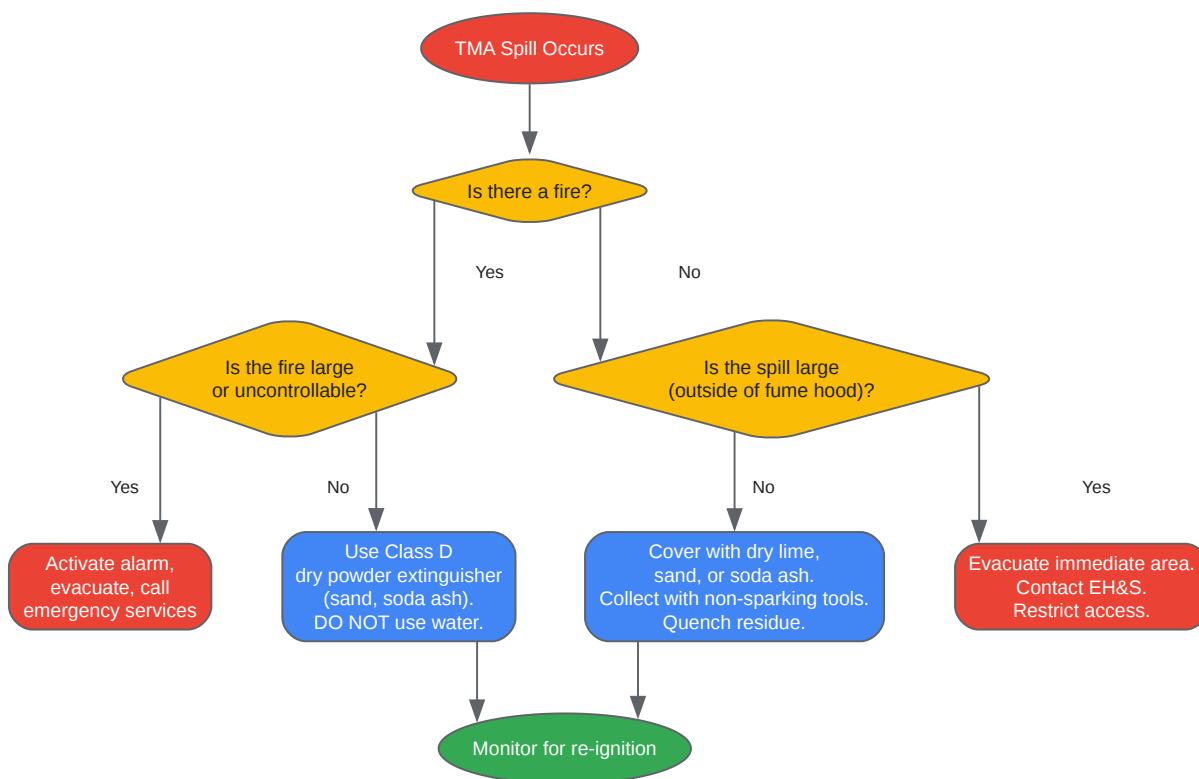 TMA Spill Occurs
Is there a fire?
Yes
No
Is the fire large
or uncontrollable?
Is the spill large
(outside of fume hood)?
Yes
No
No
Yes
Activate alarm,
evacuate, call
emergency services
Use Class D
dry powder extinguisher
(sand, soda ash).
DO NOT use water.
Cover with dry lime,
sand, or soda ash.
Collect with non-sparking tools.
Quench residue.
Evacuate immediate area.
Contact EH&S.
Restrict access.
Monitor for re-ignition